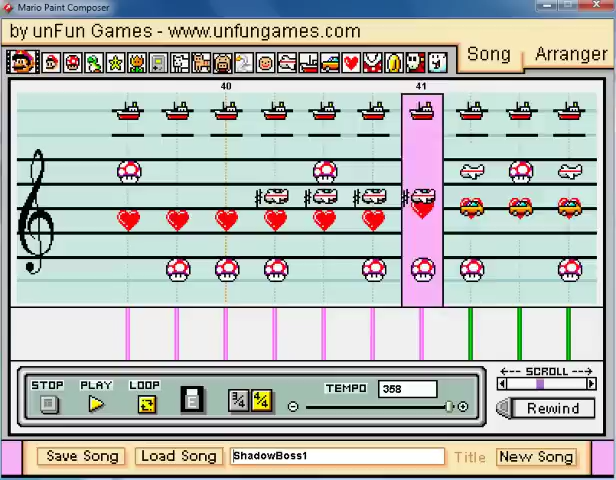 Mario Paint Composer
by unFun Games - www.unfungames.com
Song
Arranger
40
41
STOP
PLAY
LOOP
3/4
4/4
TEMPO
358
SCROLL
Rewind
Save Song
Load Song
ShadowBoss1
Title
New Song